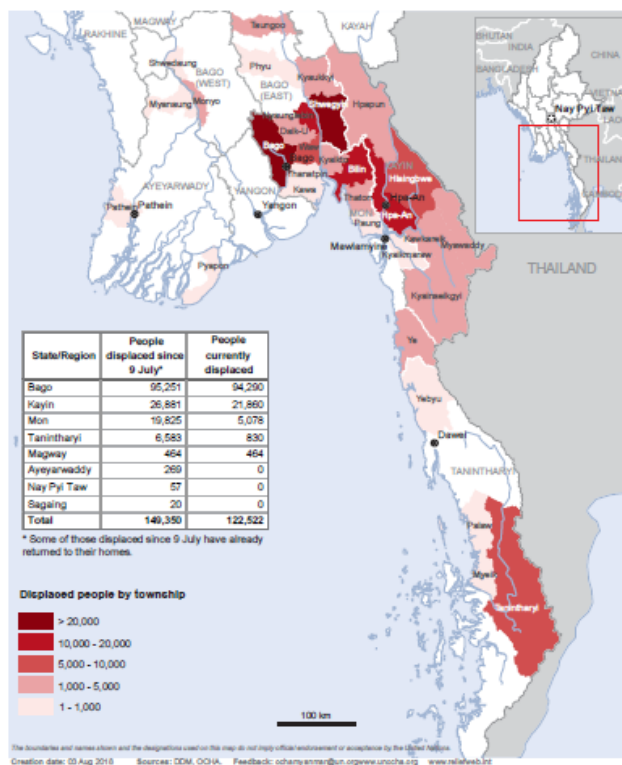 MAGWAY
Taungoo
KAYAH
RAKHINE
Shwedaung
BAGO
(WEST)
Phyu
Kyaukkyi
BAGO
(EAST)
Myanaung
Monyo
Shwegyin
Hpapun
Daik-U
Bago
Waw
Bago
Kyaikto
Bilin
KAYIN
Hlaingbwe
Thanatpin
AYEYARWADY
YANGON
Kawa
Thaton
Hpa-An
Hpa-An
Pathein
Pathein
Yangon
MON
Paung
Kawkareik
Myawaddy
Mawlamyine
Kyaikmaraw
Pyapon
Kyainseikgyi
THAILAND
Ye
Yebyu
Dawei
TANINTHARYI
Palaw
Myeik
Tanintharyi
BHUTAN
INDIA
CHINA
BANGLADESH
Nay Pyi Taw
State/Region People displaced since 9 July* People currently displaced
Bago 95,251 94,290
Kayin 26,881 21,860
Mon 19,825 5,078
Tanintharyi 6,583 830
Magway 464 464
Ayeyarwaddy 269 0
Nay Pyi Taw 57 0
Sagaing 20 0
Total 149,350 122,522
* Some of those displaced since 9 July have already
returned to their homes.
Displaced people by township
> 20,000
10,000 - 20,000
5,000 - 10,000
1,000 - 5,000
1 - 1,000
100 km
The boundaries and names shown and the designations used on this map do not imply official endorsement or acceptance by the United Nations.
Creation date: 03 Aug 2016 Sources: DDM, OCHA. Feedback: ochamyanmar@un.org www.unocha.org www.reliefweb.int